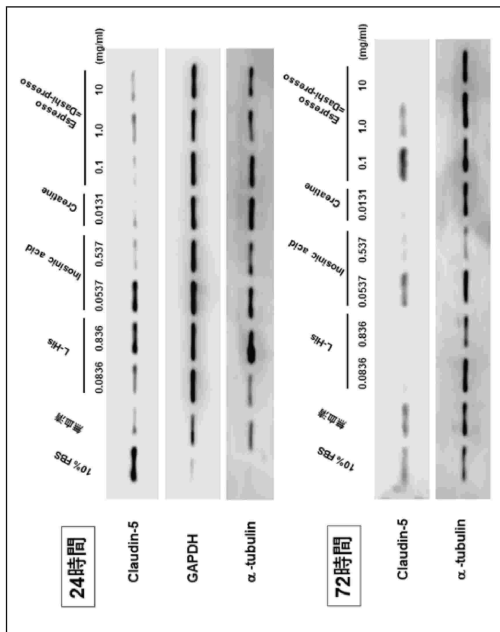 24時間
10% FBS
無血清
L-His
Inosinic acid
Creatine
Espresso
=Dashi-presso
0.0836 0.836 0.0537 0.537 0.0131 0.1 1.0 10 (mg/ml)
Claudin-5
GAPDH
α-tubulin
72時間
10% FBS
無血清
L-His
Inosinic acid
Creatine
Espresso
=Dashi-presso
0.0836 0.836 0.0537 0.537 0.0131 0.1 1.0 10 (mg/ml)
Claudin-5
α-tubulin